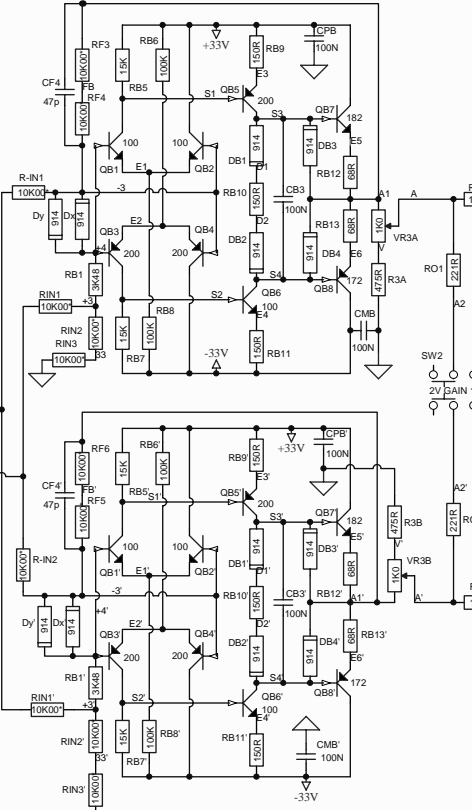 RF3
RB6
+33V
CPB
100N
150R
RB9
15K
100K
10K00*
CF4
47p
FB
RF4
10K00
RB5
E3
S1
QB5
200
S3
QB7
182
R-IN1
10K00*
100
E1
100
QB1
QB2
914
DB1
D1
914
DB3
E5
RB12
68R
-3
914
914
Dy
Dx
RB10
150R
CB3
100N
D2
A1
A
1K0
VR3A
V
E2
QB3
QB4
200
200
+4
DB2
914
RB13
68R
914
DB4
E6
RB1
3K48
475R
R3A
RO1
221R
S4
QB8
172
RIN1
10K00*
+3
S2
QB6
100
E4
RIN2
10K00*
RB8
15K
100K
RB7
RIN3
10K00*
33
-33V
150R
RB11
CMB
100N
A2
SW2
2V GAIN
RF6
RB6'
+33V
CPB'
100N
10K00*
15K
100K
RB9'
150R
CF4'
47p
FB'
RF5
10K00
RB5'
S1'
E3'
QB5'
200
S3'
QB7'
182
E5'
R3B
475R
V'
A2'
221R
R-IN2
10K00*
100
100
QB1'
E1'
QB2'
914
DB1'
D1'
914
DB3'
68R
VR3B
1K0
A'
-3'
RB10'
150R
CB3'
100N
RB12'
A1'
914
914
Dy'
Dx'
+4'
E2'
QB3'
QB4'
200
200
D2'
DB2'
914
914
DB4'
68R
RB13'
E6'
RB1'
3K48
S4'
QB8'
172
RIN1'
10K00*
+3'
S2'
QB6'
100
E4'
RIN2'
10K00
33'
15K
RB7'
100K
RB8'
RB11'
150R
CMB'
100N
RIN3'
10K00
-33V